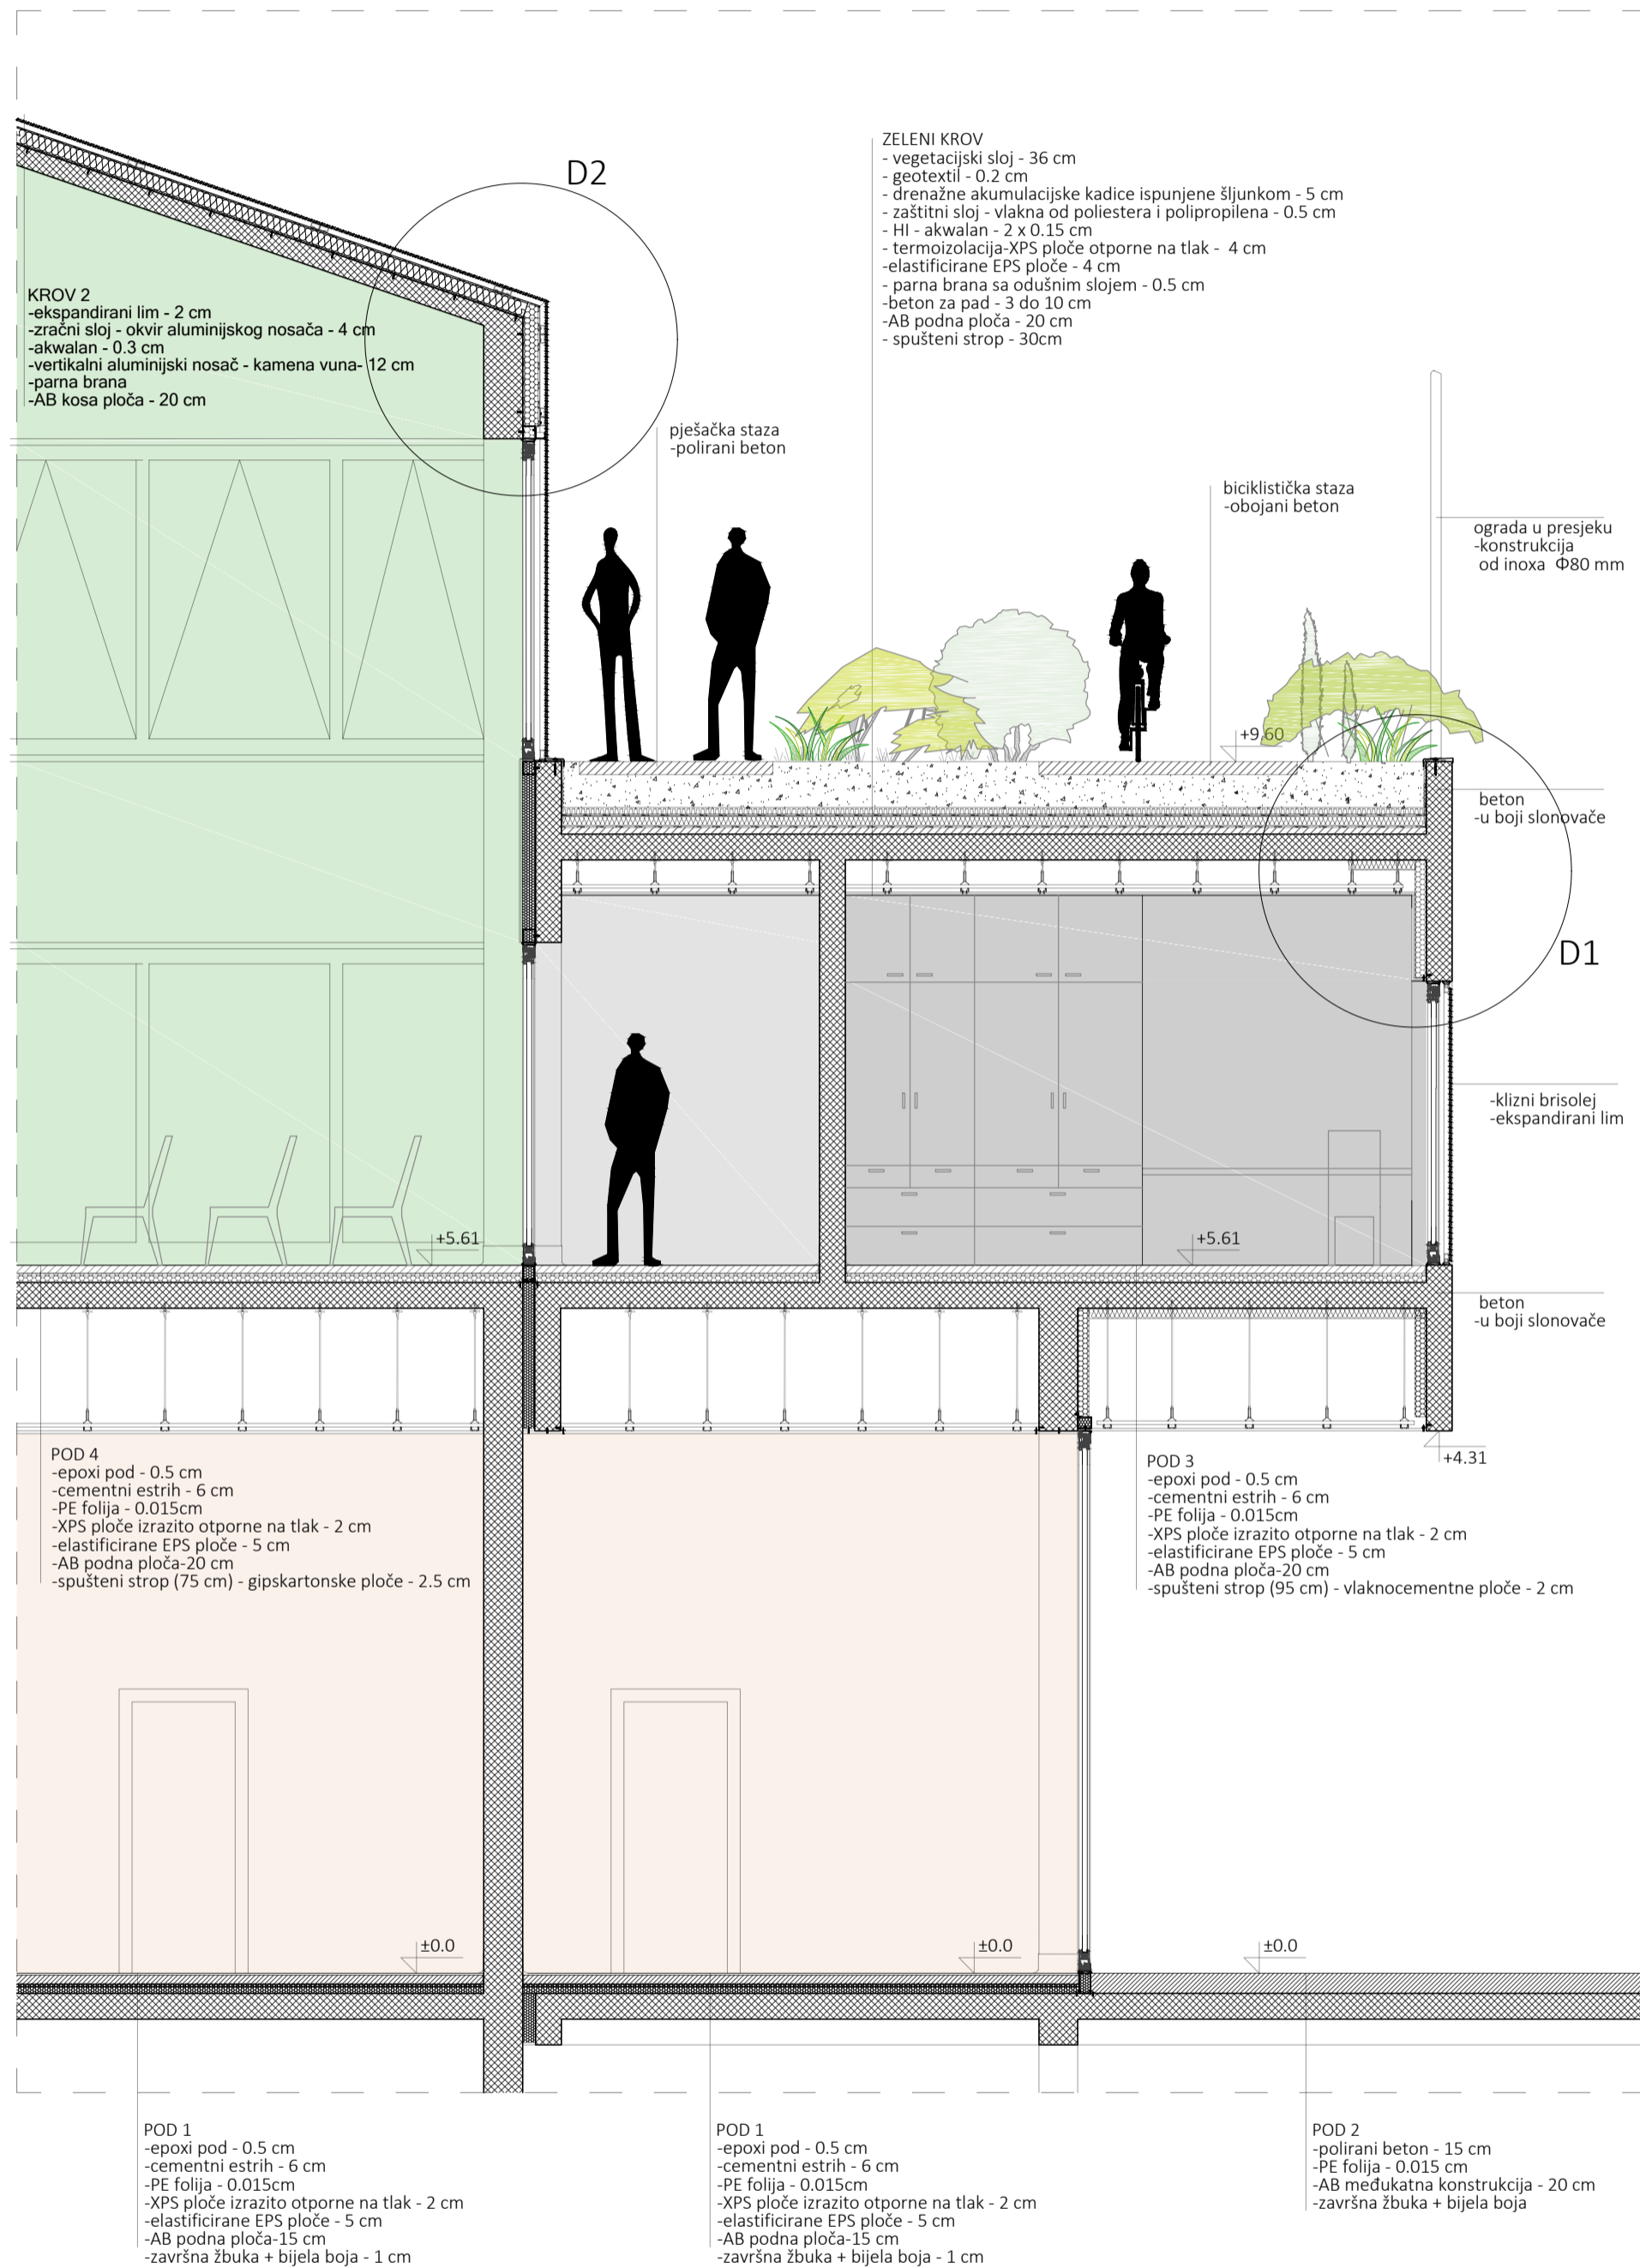 D2
ZELENI KROV
- vegetacijski sloj - 36 cm
- geotextil - 0.2 cm
- drenažne akumulacijske kadice ispunjene šljunkom - 5 cm
- zaštitni sloj - vlakna od poliestera i polipropilena - 0.5 cm
- HI - akwalan - 2 x 0.15 cm
- termoizolacija-XPS ploče otporne na tlak - 4 cm
-elastificirane EPS ploče - 4 cm
- parna brana sa odušnim slojem - 0.5 cm
-beton za pad - 3 do 10 cm
-AB podna ploča - 20 cm
- spušteni strop - 30cm
KROV 2
-ekspandirani lim - 2 cm
-zračni sloj - okvir aluminijskog nosača - 4 cm
-akwalan - 0.3 cm
-vertikalni aluminijski nosač - kamena vuna- 12 cm
-parna brana
-AB kosa ploča - 20 cm
pješačka staza
-polirani beton
biciklistička staza
-obojani beton
ograda u presjeku
-konstrukcija
od inoxa Φ80 mm
+9.60
beton
-u boji slonovače
D1
-klizni brisolej
-ekspandirani lim
+5.61
+5.61
beton
-u boji slonovače
+4.31
POD 4
-epoxi pod - 0.5 cm
-cementni estrih - 6 cm
-PE folija - 0.015cm
-XPS ploče izrazito otporne na tlak - 2 cm
-elastificirane EPS ploče - 5 cm
-AB podna ploča-20 cm
-spušteni strop (75 cm) - gipskartonske ploče - 2.5 cm
POD 3
-epoxi pod - 0.5 cm
-cementni estrih - 6 cm
-PE folija - 0.015cm
-XPS ploče izrazito otporne na tlak - 2 cm
-elastificirane EPS ploče - 5 cm
-AB podna ploča-20 cm
-spušteni strop (95 cm) - vlaknocementne ploče - 2 cm
±0.0
±0.0
±0.0
POD 1
-epoxi pod - 0.5 cm
-cementni estrih - 6 cm
-PE folija - 0.015cm
-XPS ploče izrazito otporne na tlak - 2 cm
-elastificirane EPS ploče - 5 cm
-AB podna ploča-15 cm
-završna žbuka + bijela boja - 1 cm
POD 1
-epoxi pod - 0.5 cm
-cementni estrih - 6 cm
-PE folija - 0.015cm
-XPS ploče izrazito otporne na tlak - 2 cm
-elastificirane EPS ploče - 5 cm
-AB podna ploča-15 cm
-završna žbuka + bijela boja - 1 cm
POD 2
-polirani beton - 15 cm
-PE folija - 0.015 cm
-AB međukatna konstrukcija - 20 cm
-završna žbuka + bijela boja